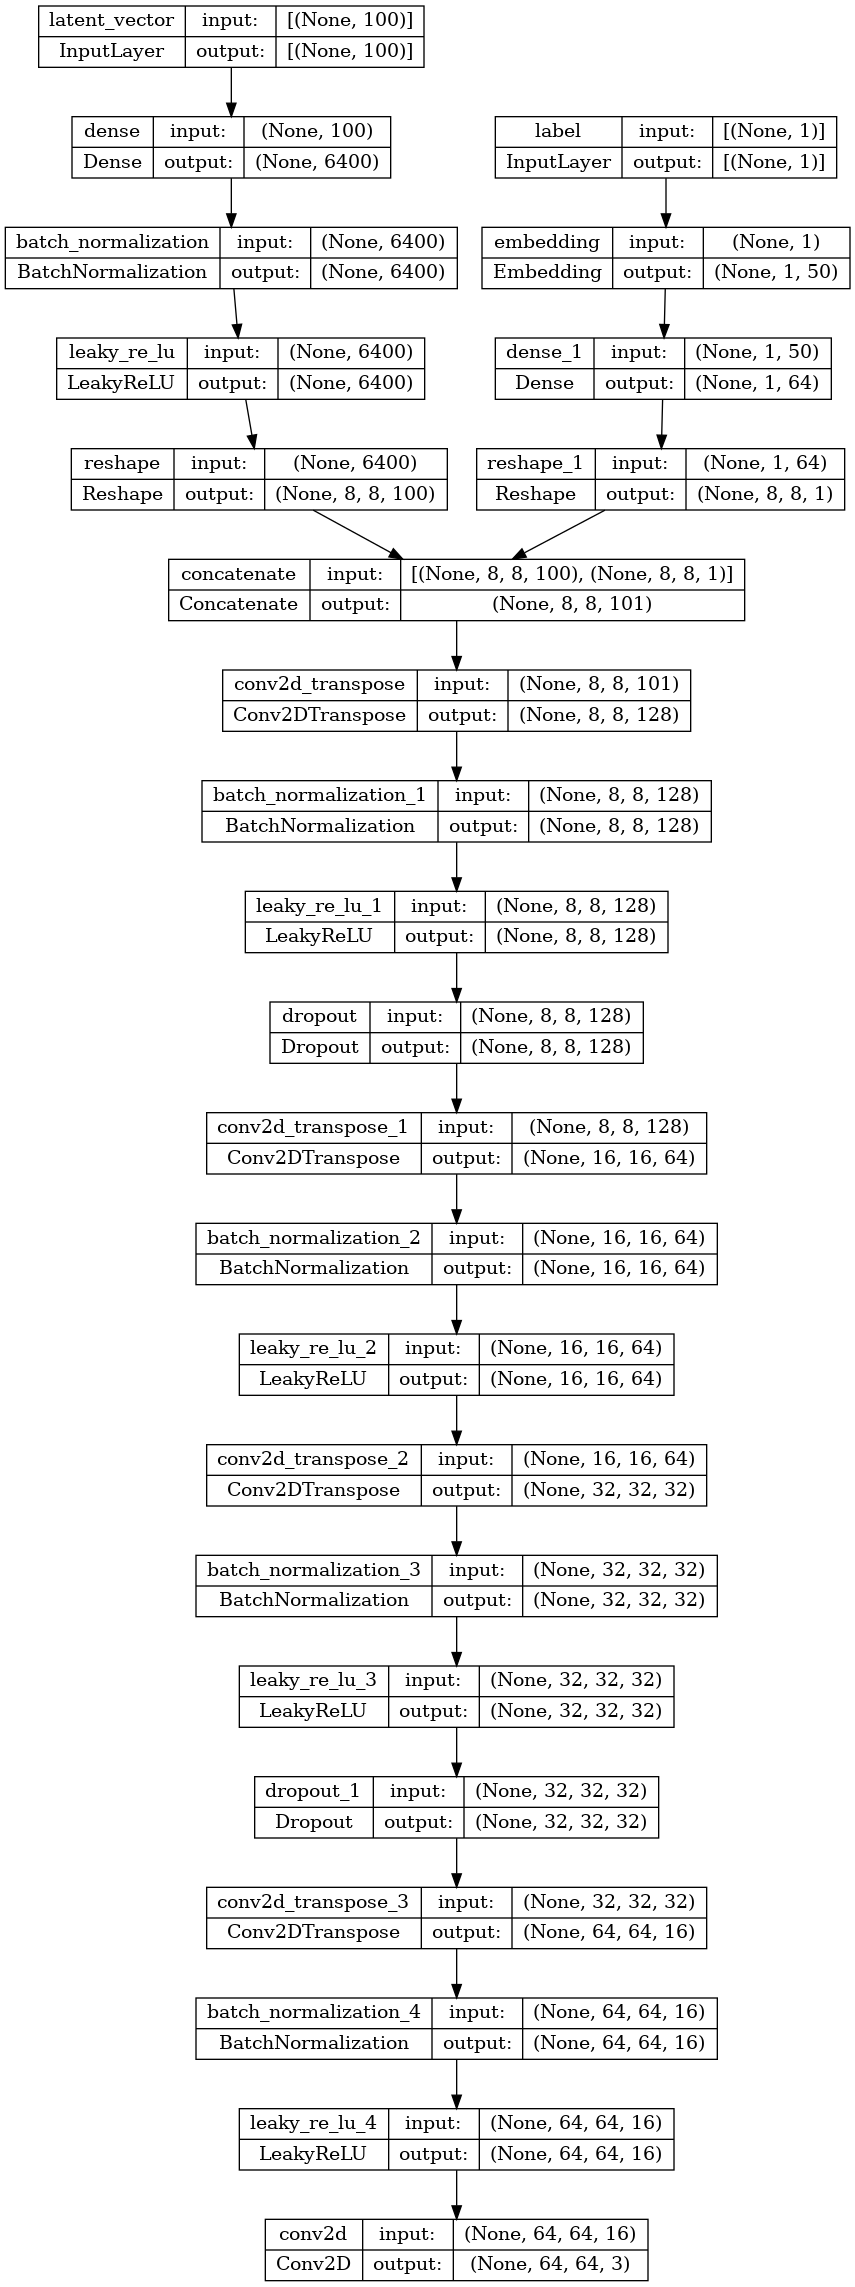 latent_vector input: [(None, 100)]
InputLayer output: [(None, 100)]
dense input: (None, 100)
Dense output: (None, 6400)
label input: [(None, 1)]
InputLayer output: [(None, 1)]
batch_normalization input: (None, 6400)
BatchNormalization output: (None, 6400)
embedding input: (None, 1)
Embedding output: (None, 1, 50)
leaky_re_lu input: (None, 6400)
LeakyReLU output: (None, 6400)
dense_1 input: (None, 1, 50)
Dense output: (None, 1, 64)
reshape input: (None, 6400)
Reshape output: (None, 8, 8, 100)
reshape_1 input: (None, 1, 64)
Reshape output: (None, 8, 8, 1)
concatenate input: [(None, 8, 8, 100), (None, 8, 8, 1)]
Concatenate output: (None, 8, 8, 101)
conv2d_transpose input: (None, 8, 8, 101)
Conv2DTranspose output: (None, 8, 8, 128)
batch_normalization_1 input: (None, 8, 8, 128)
BatchNormalization output: (None, 8, 8, 128)
leaky_re_lu_1 input: (None, 8, 8, 128)
LeakyReLU output: (None, 8, 8, 128)
dropout input: (None, 8, 8, 128)
Dropout output: (None, 8, 8, 128)
conv2d_transpose_1 input: (None, 8, 8, 128)
Conv2DTranspose output: (None, 16, 16, 64)
batch_normalization_2 input: (None, 16, 16, 64)
BatchNormalization output: (None, 16, 16, 64)
leaky_re_lu_2 input: (None, 16, 16, 64)
LeakyReLU output: (None, 16, 16, 64)
conv2d_transpose_2 input: (None, 16, 16, 64)
Conv2DTranspose output: (None, 32, 32, 32)
batch_normalization_3 input: (None, 32, 32, 32)
BatchNormalization output: (None, 32, 32, 32)
leaky_re_lu_3 input: (None, 32, 32, 32)
LeakyReLU output: (None, 32, 32, 32)
dropout_1 input: (None, 32, 32, 32)
Dropout output: (None, 32, 32, 32)
conv2d_transpose_3 input: (None, 32, 32, 32)
Conv2DTranspose output: (None, 64, 64, 16)
batch_normalization_4 input: (None, 64, 64, 16)
BatchNormalization output: (None, 64, 64, 16)
leaky_re_lu_4 input: (None, 64, 64, 16)
LeakyReLU output: (None, 64, 64, 16)
conv2d input: (None, 64, 64, 16)
Conv2D output: (None, 64, 64, 3)